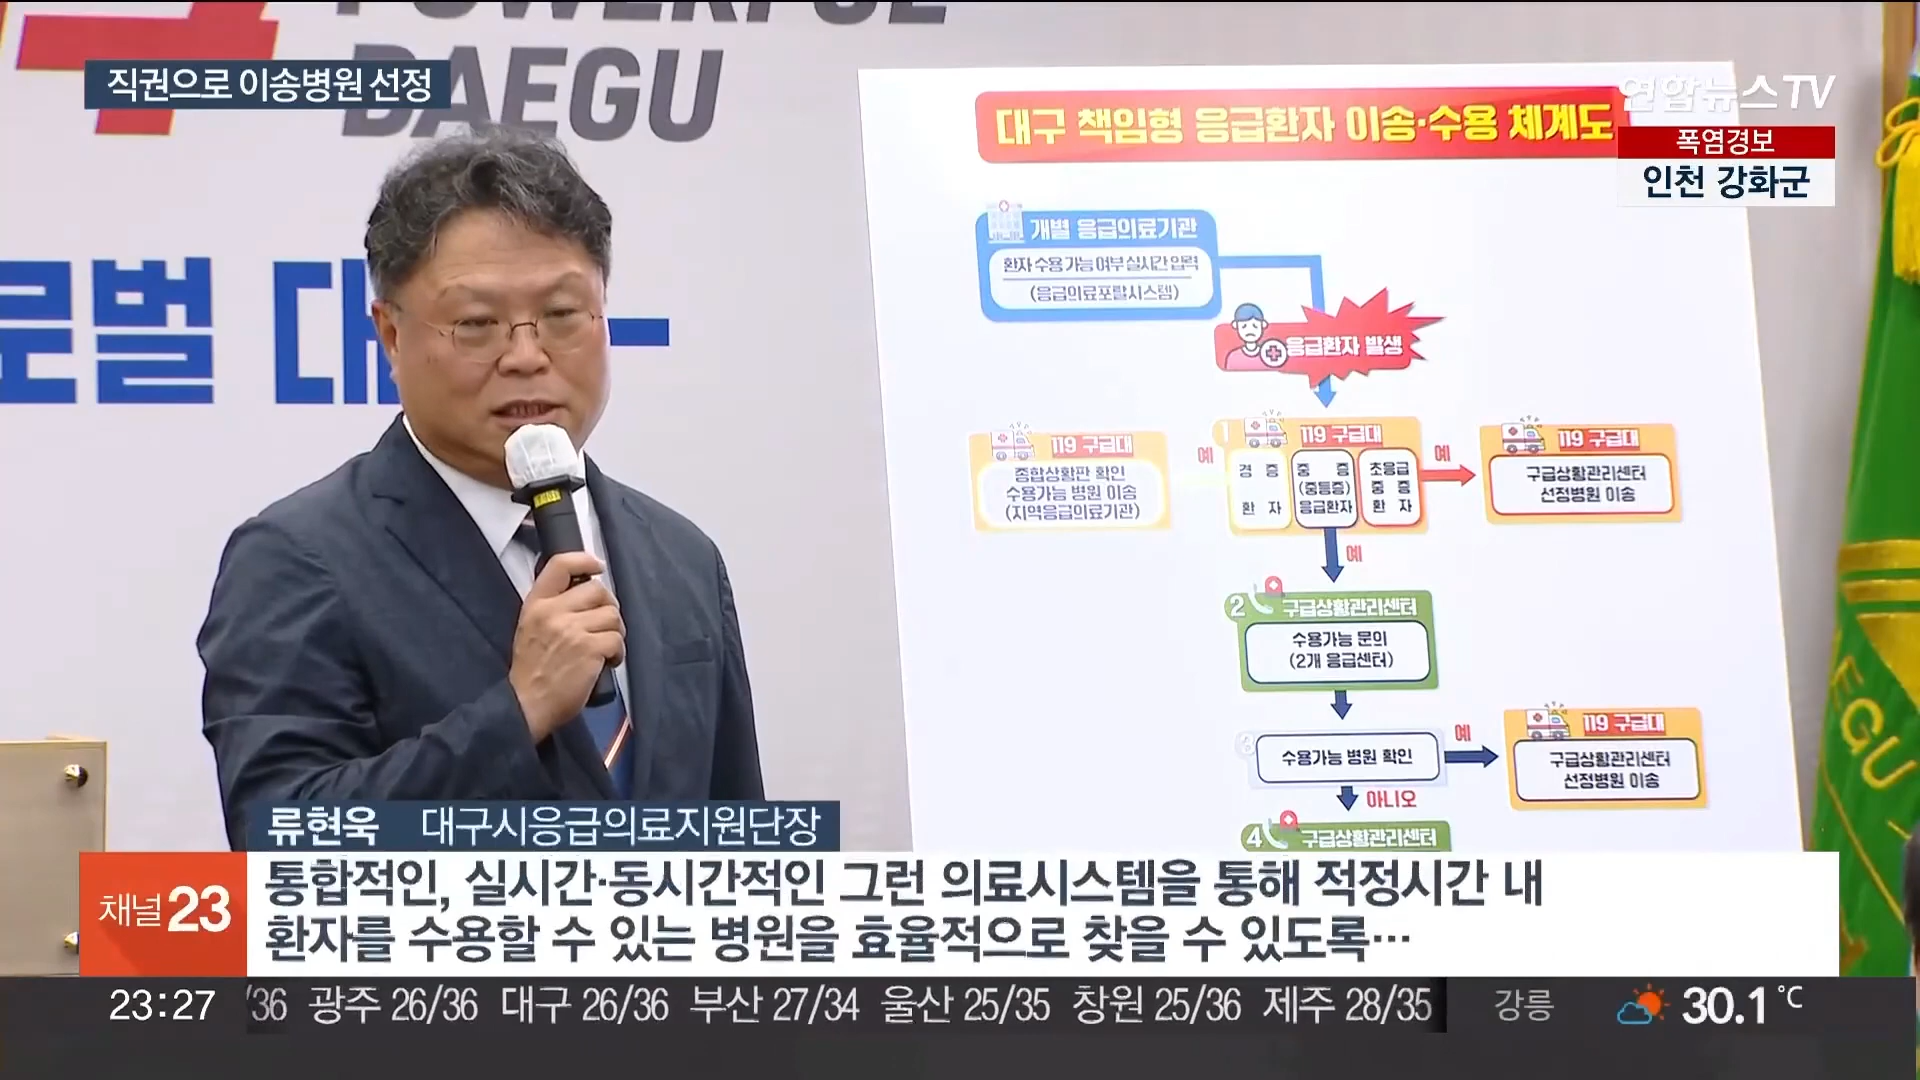 POWERFUL
DAEGU
직권으로 이송병원 선정
연합뉴스TV
폭염경보
인천 강화군
대구 책임형 응급환자 이송·수용 체계도
개별 응급의료기관
환자 수용 가능 여부 실시간 입력
(응급의료포탈시스템)
응급환자 발생
119 구급대
종합상황판 확인
수용가능 병원 이송
(지역응급의료기관)
예
1 119 구급대
경증 환자
중증 (중등증) 응급환자
초응급 중증 환자
예
119 구급대
구급상황관리센터
선정병원 이송
예
2 구급상황관리센터
수용가능 문의
(2개 응급센터)
3 수용가능 병원 확인
예
119 구급대
구급상황관리센터
선정병원 이송
아니오
4 구급상황관리센터
로벌 대
EGU
류현욱 대구시응급의료지원단장
채널 23
통합적인, 실시간·동시간적인 그런 의료시스템을 통해 적정시간 내
환자를 수용할 수 있는 병원을 효율적으로 찾을 수 있도록…
23:27 /36 광주 26/36 대구 26/36 부산 27/34 울산 25/35 창원 25/36 제주 28/35 강릉 30.1℃